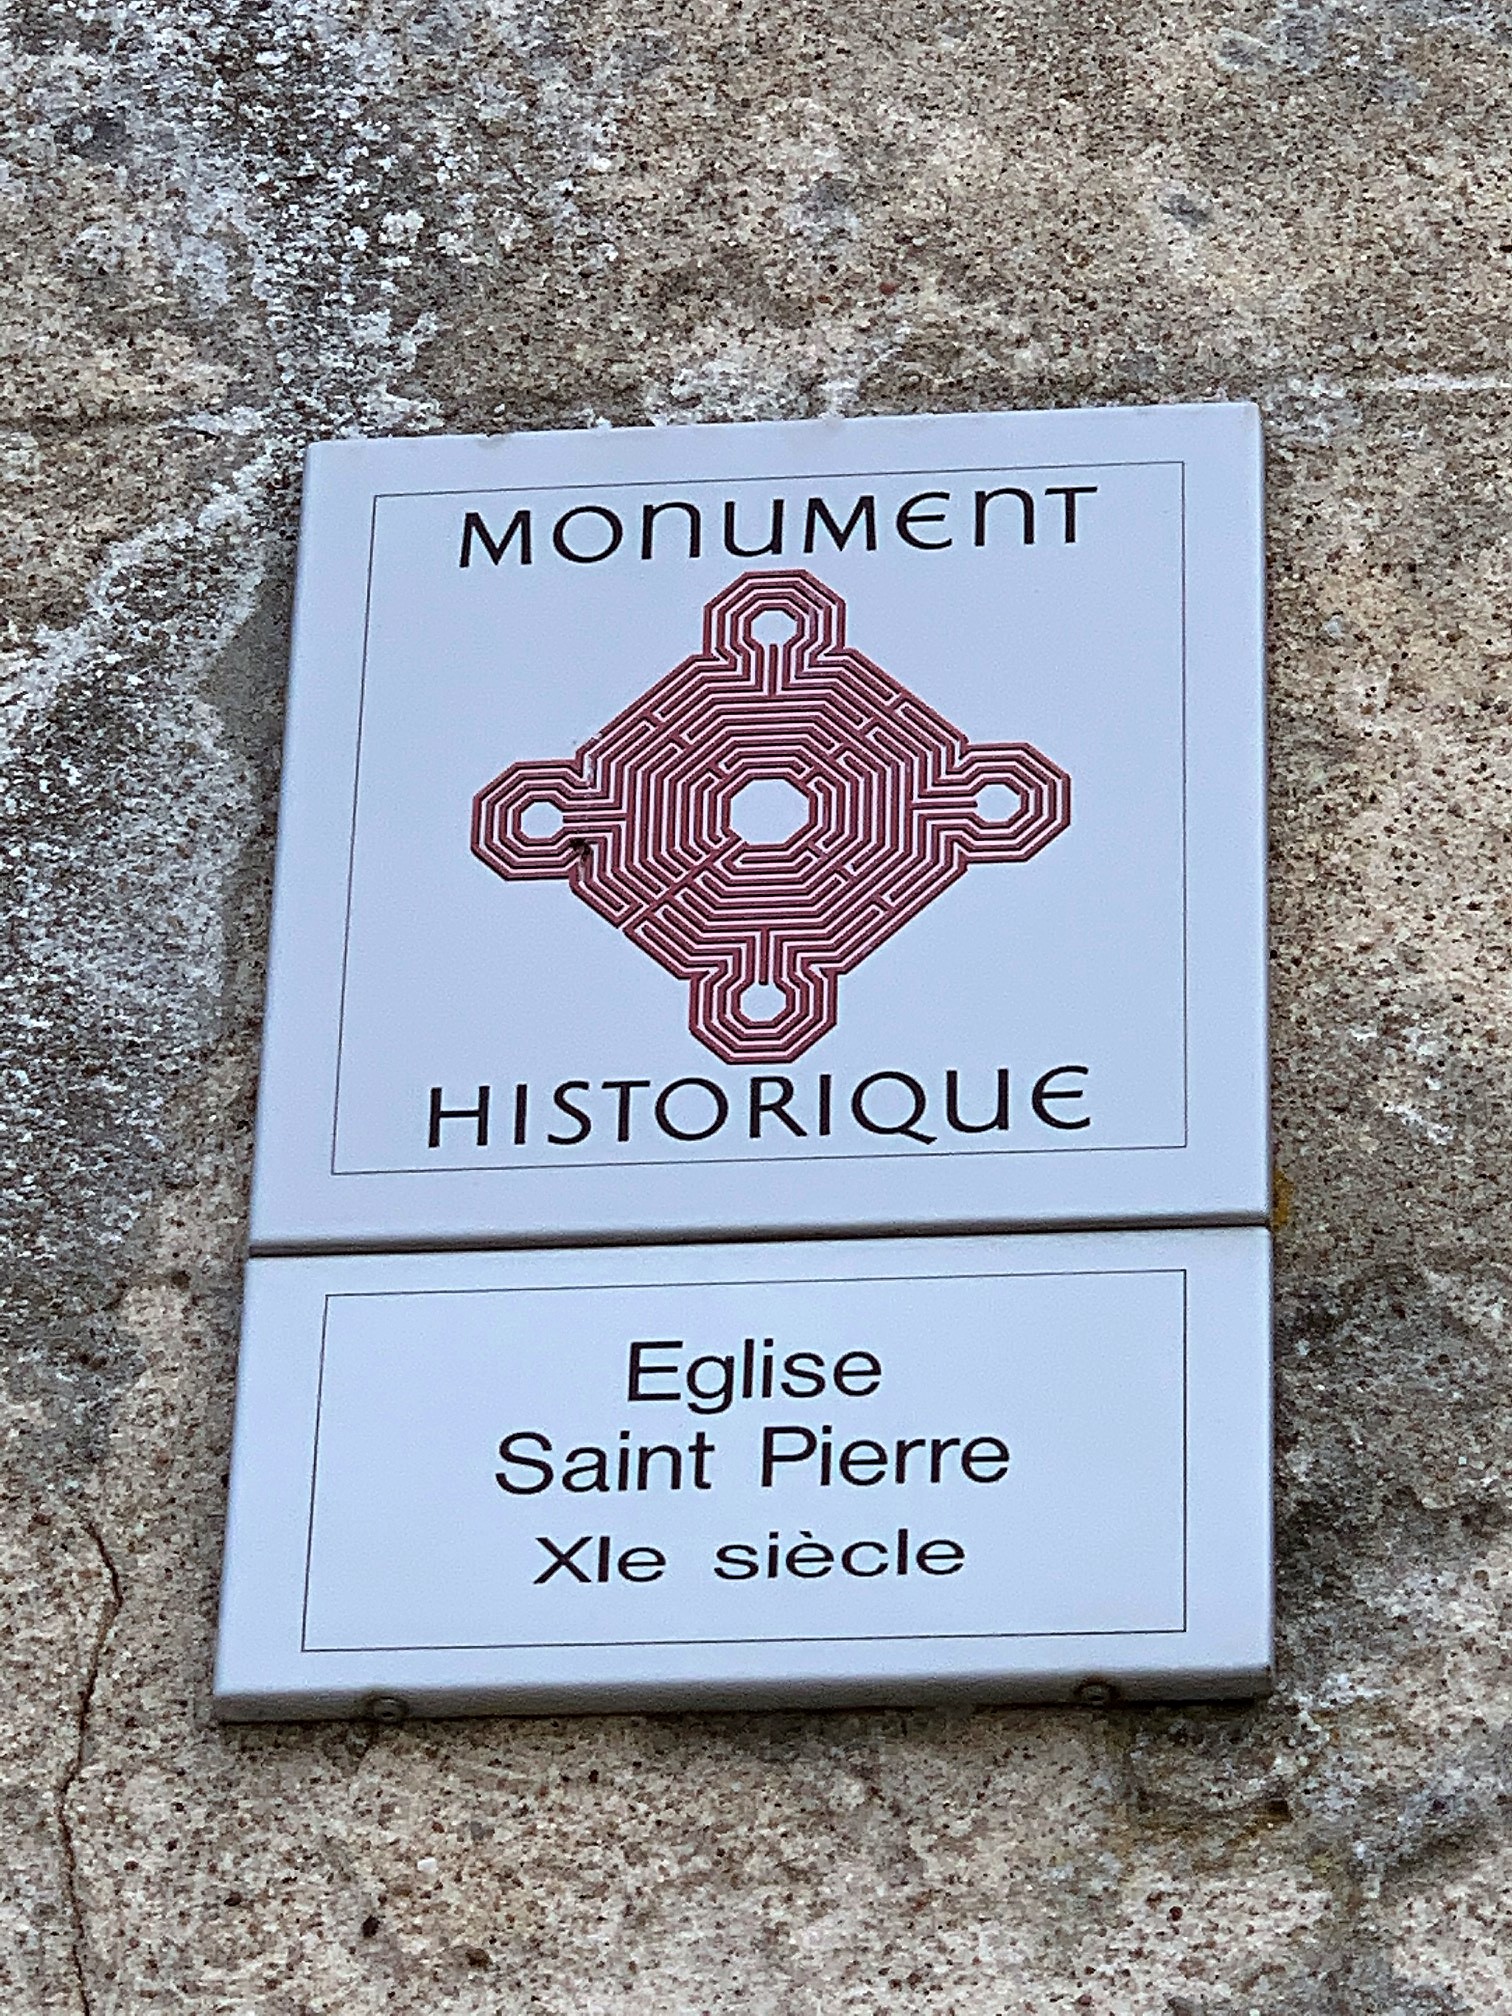 MONUMENT
HISTORIQUE
Eglise
Saint Pierre
XIe siècle